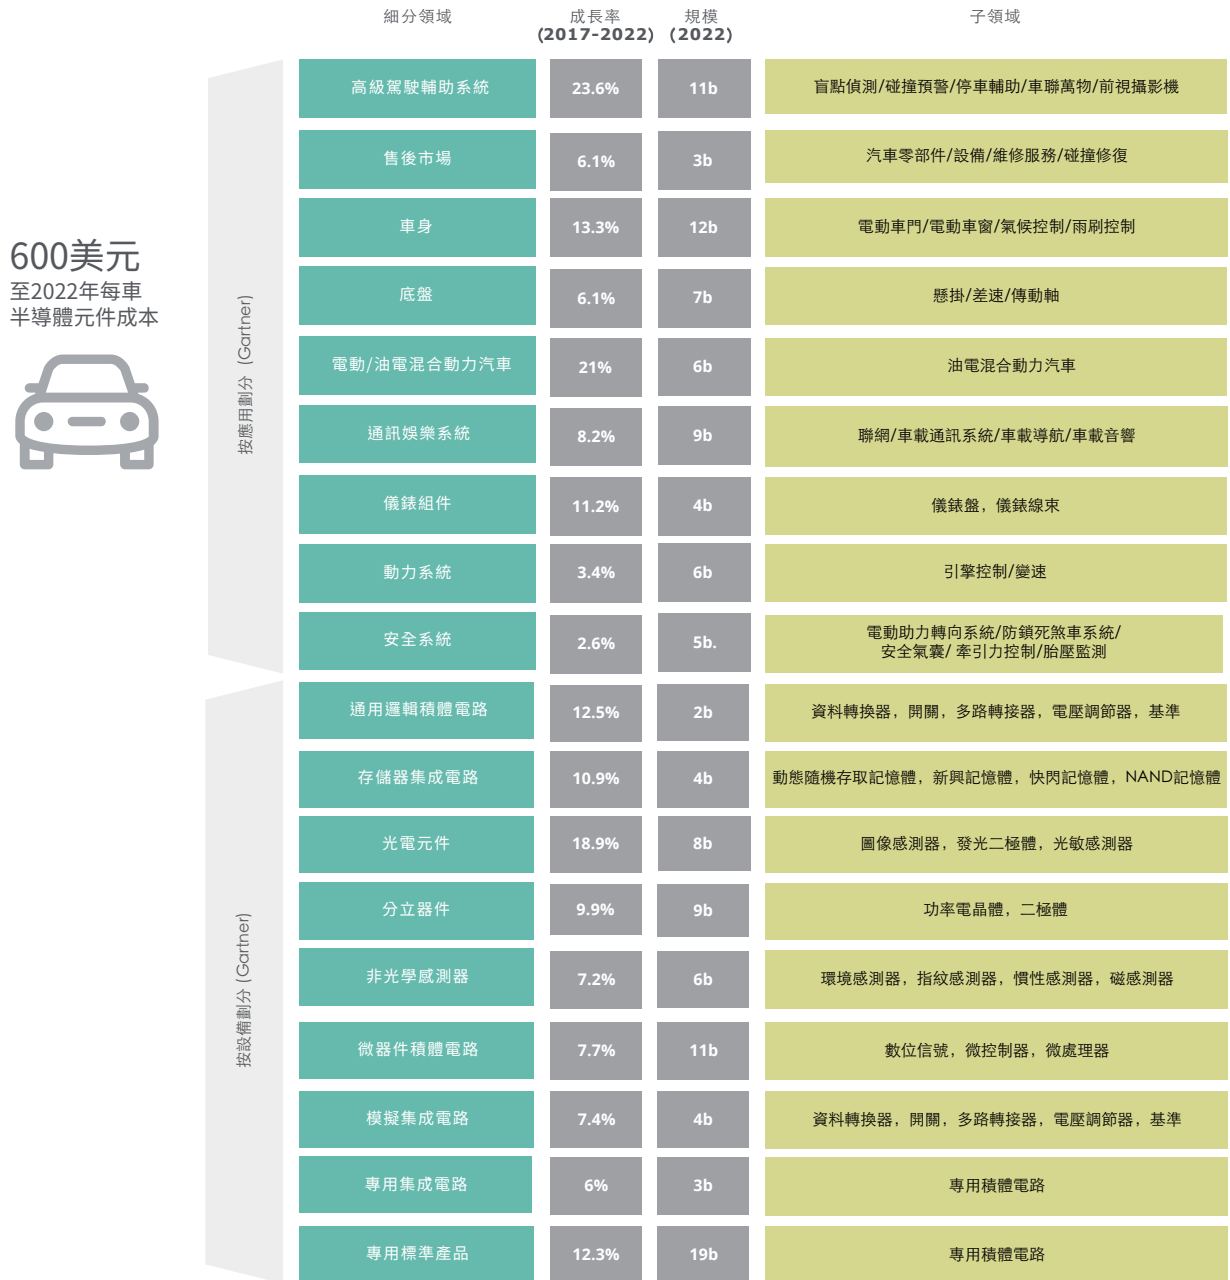 細分領域 成長率 規模 子領域
(2017-2022) (2022)
600美元
至2022年每車
半導體元件成本
按應用劃分 (Gartner)
高級駕駛輔助系統 23.6% 11b 盲點偵測/碰撞預警/停車輔助/車聯萬物/前視攝影機
售後市場 6.1% 3b 汽車零部件/設備/維修服務/碰撞修復
車身 13.3% 12b 電動車門/電動車窗/氣候控制/雨刷控制
底盤 6.1% 7b 懸掛/差速/傳動軸
電動/油電混合動力汽車 21% 6b 油電混合動力汽車
通訊娛樂系統 8.2% 9b 聯網/車載通訊系統/車載導航/車載音響
儀錶組件 11.2% 4b 儀錶盤，儀錶線束
動力系統 3.4% 6b 引擎控制/變速
安全系統 2.6% 5b. 電動助力轉向系統/防鎖死煞車系統/
安全氣囊/ 牽引力控制/胎壓監測
按設備劃分 (Gartner)
通用邏輯積體電路 12.5% 2b 資料轉換器，開關，多路轉接器，電壓調節器，基準
存儲器集成電路 10.9% 4b 動態隨機存取記憶體，新興記憶體，快閃記憶體，NAND記憶體
光電元件 18.9% 8b 圖像感測器，發光二極體，光敏感測器
分立器件 9.9% 9b 功率電晶體，二極體
非光學感測器 7.2% 6b 環境感測器，指紋感測器，慣性感測器，磁感測器
微器件積體電路 7.7% 11b 數位信號，微控制器，微處理器
模擬集成電路 7.4% 4b 資料轉換器，開關，多路轉接器，電壓調節器，基準
專用集成電路 6% 3b 專用積體電路
專用標準產品 12.3% 19b 專用積體電路